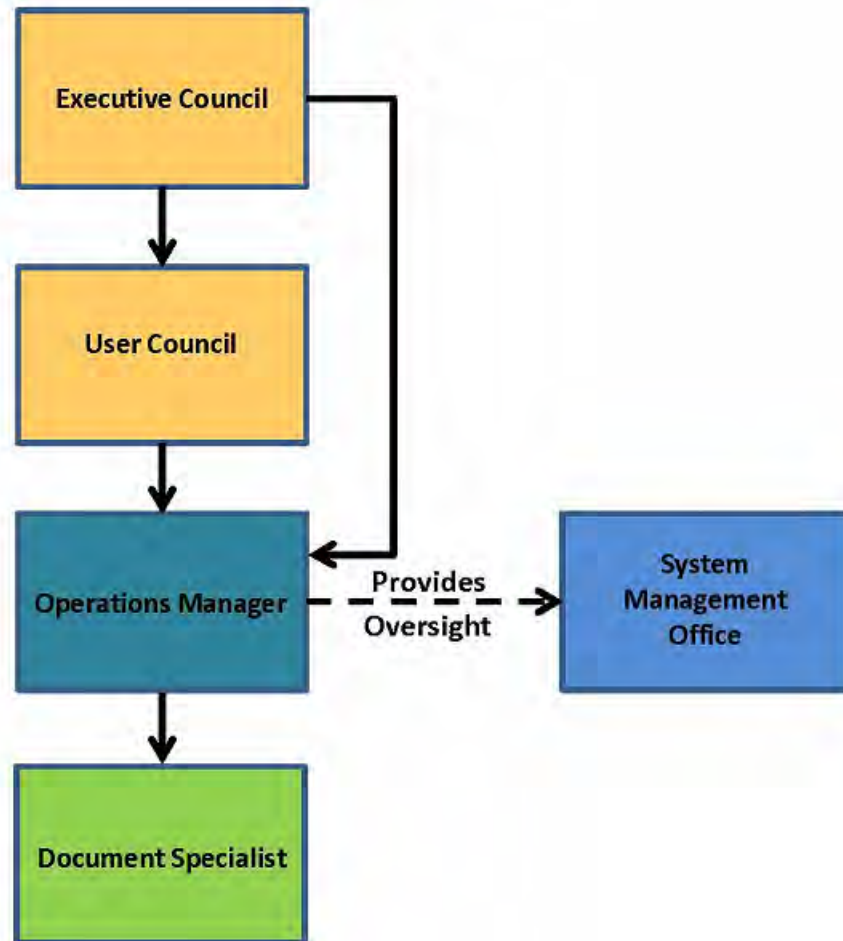 Executive Council
User Council
Operations Manager
Provides
Oversight
System
Management
Office
Document Specialist